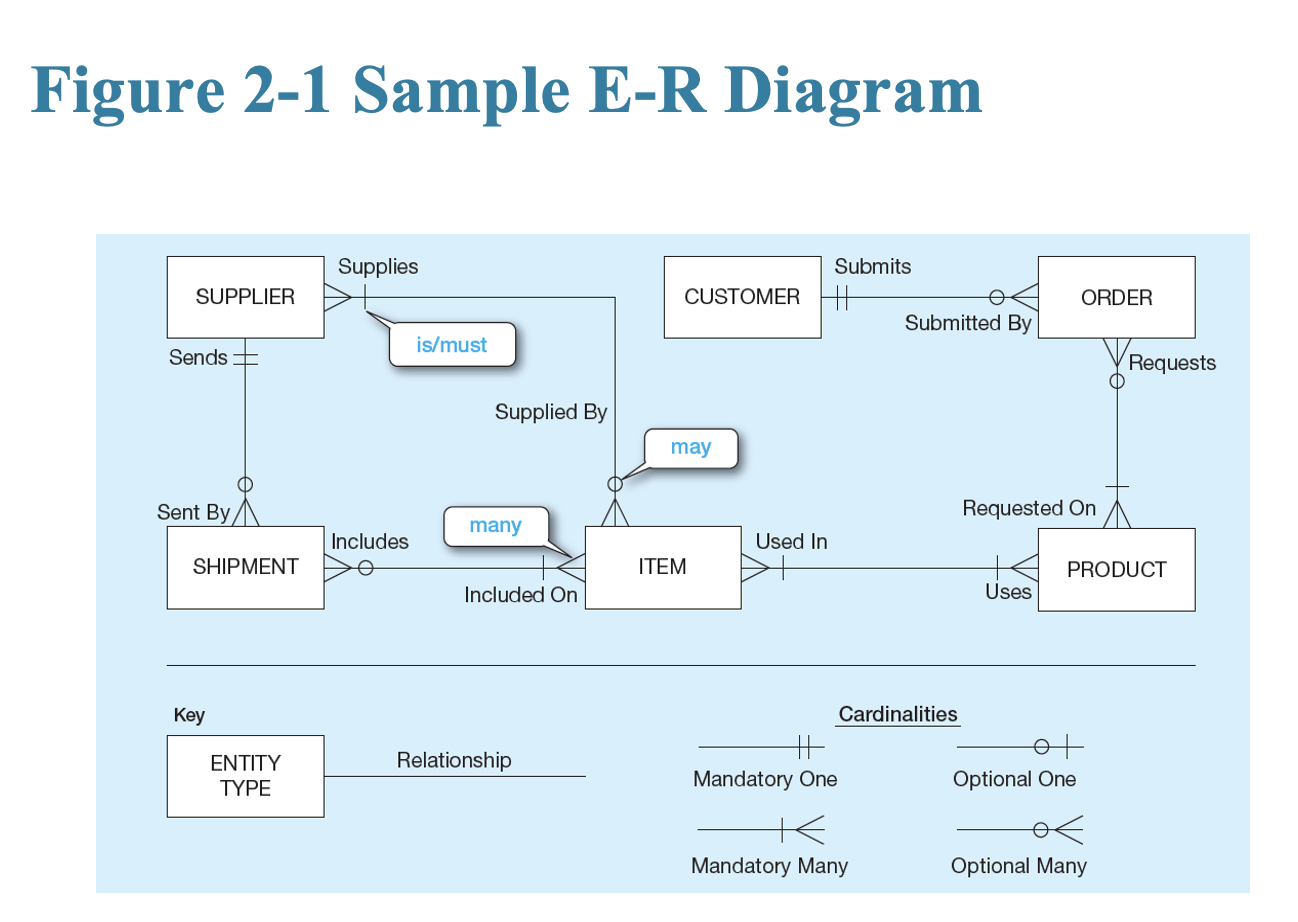 Figure 2-1 Sample E-R Diagram
SUPPLIER
Supplies
is/must
CUSTOMER
Submits
Submitted By
ORDER
Sends
Requests
Supplied By
may
Sent By
many
Requested On
SHIPMENT
Includes
Included On
ITEM
Used In
Uses
PRODUCT
Key
ENTITY
TYPE
Relationship
Cardinalities
Mandatory One
Optional One
Mandatory Many
Optional Many